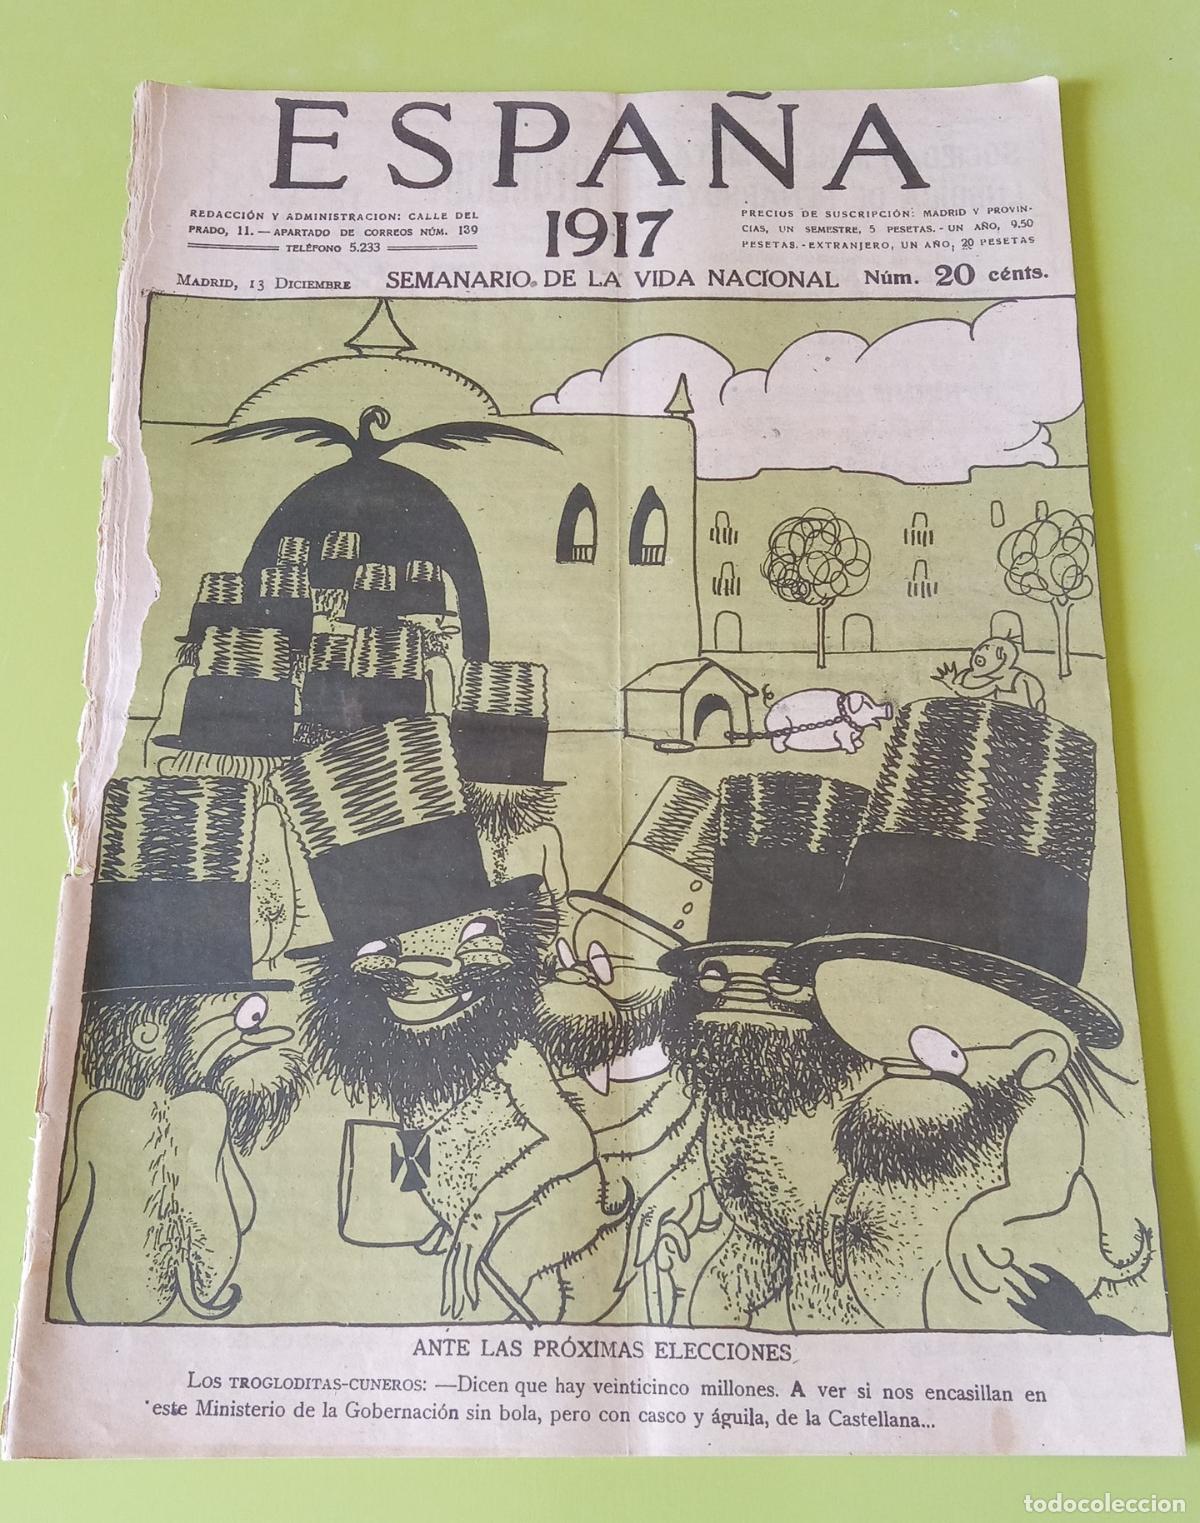 ESPAÑA
1917
REDACCIÓN Y ADMINISTRACION: CALLE DEL
PRADO, 11. — APARTADO DE CORREOS NÚM. 139
TELÉFONO 5.233
PRECIOS DE SUSCRIPCIÓN: MADRID Y PROVIN-
CIAS, UN SEMESTRE, 5 PESETAS. - UN AÑO, 9.50
PESETAS. - EXTRANJERO, UN AÑO, 20 PESETAS
MADRID, 13 DICIEMBRE SEMANARIO DE LA VIDA NACIONAL Núm. 20 cénts.
ANTE LAS PRÓXIMAS ELECCIONES
LOS TROGLODITAS-CUNEROS: —Dicen que hay veinticinco millones. A ver si nos encasillan en
este Ministerio de la Gobernación sin bola, pero con casco y águila, de la Castellana...
todocoleccion